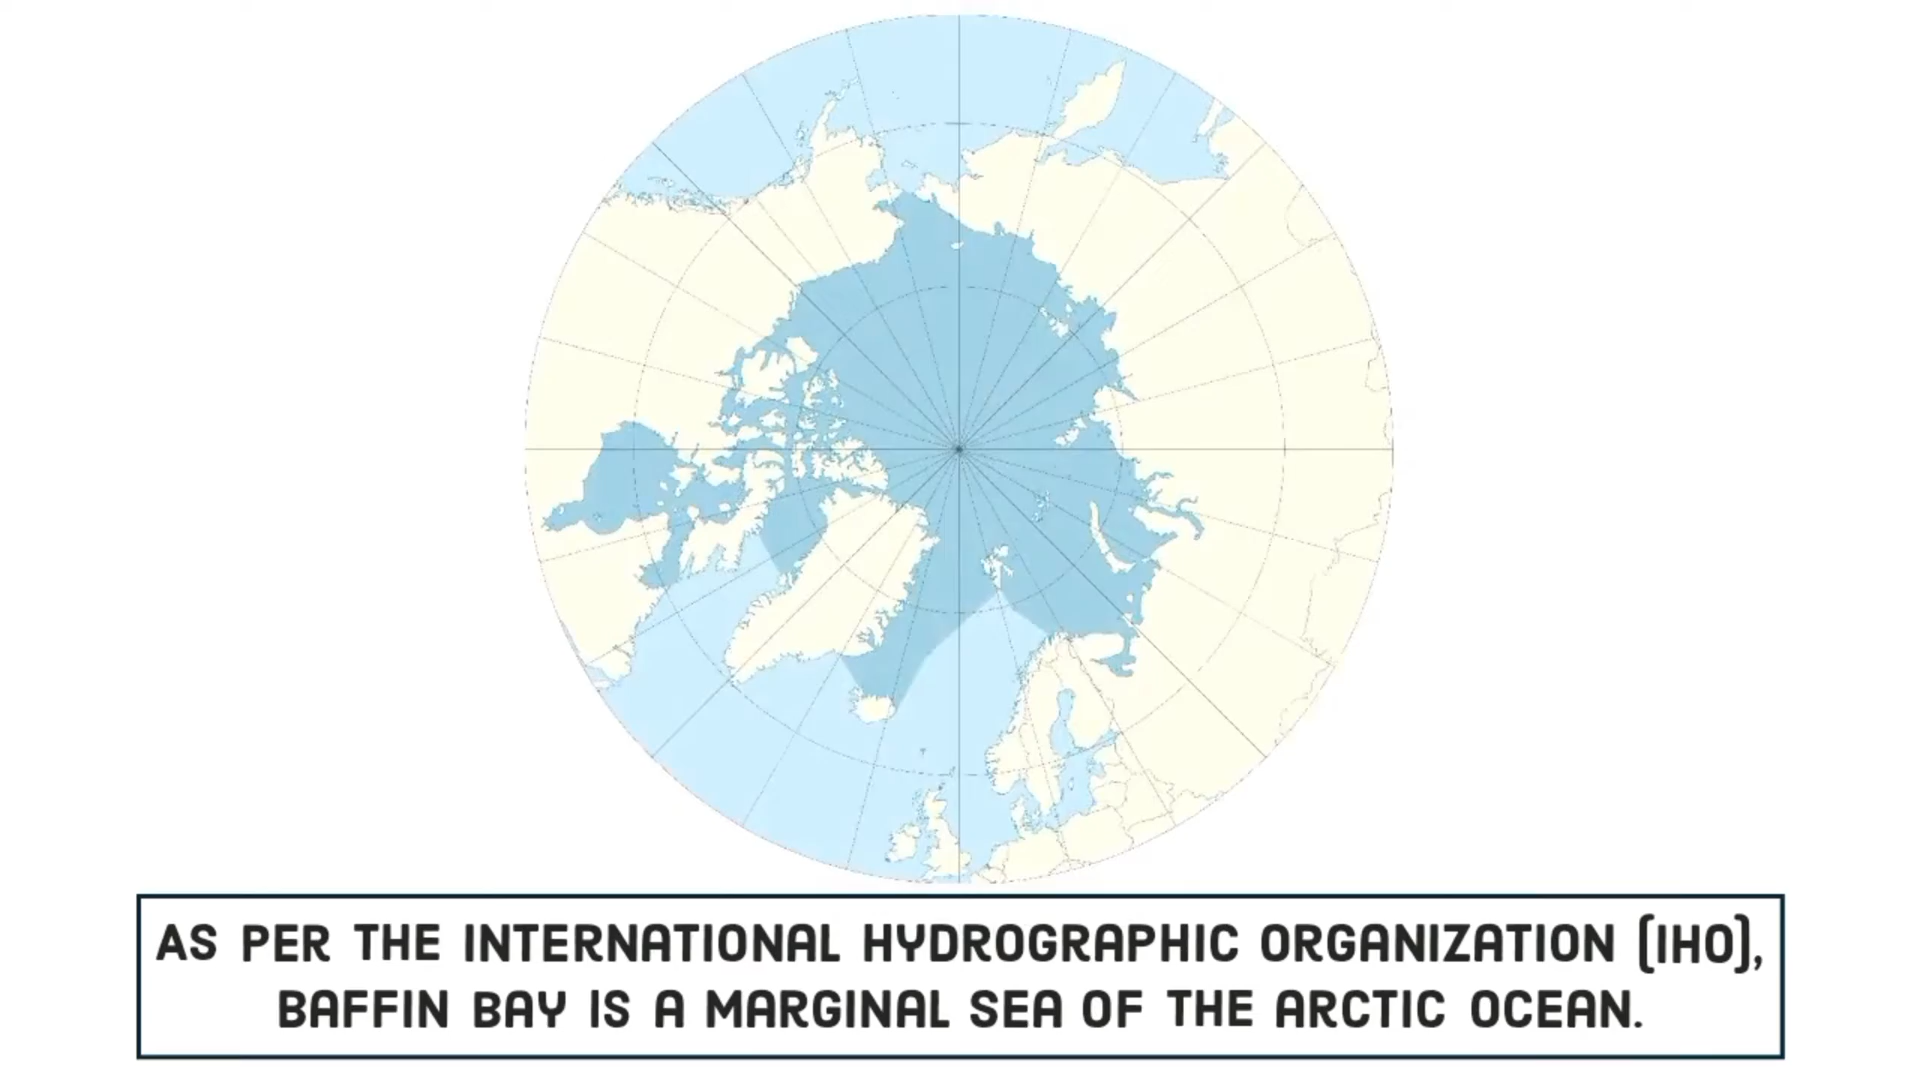 AS PER THE INTERNATIONAL HYDROGRAPHIC ORGANIZATION (IHO),
BAFFIN BAY IS A MARGINAL SEA OF THE ARCTIC OCEAN.